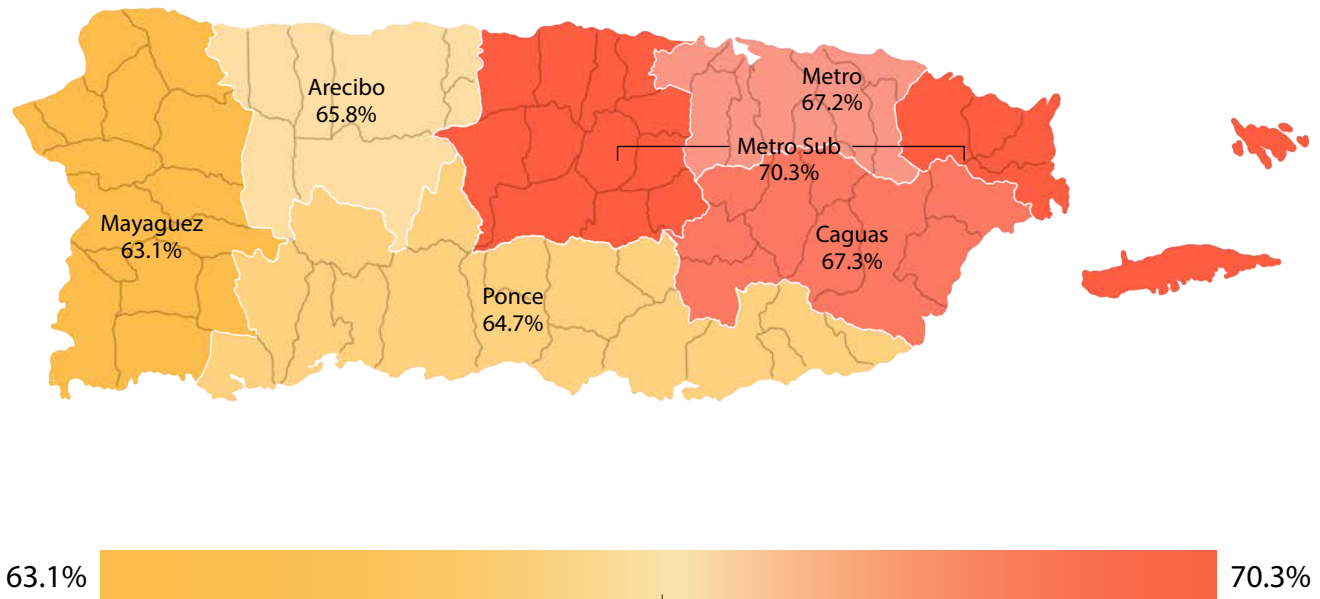 Arecibo
65.8%
Metro
67.2%
Metro Sub
70.3%
Mayaguez
63.1%
Caguas
67.3%
Ponce
64.7%
63.1%
70.3%